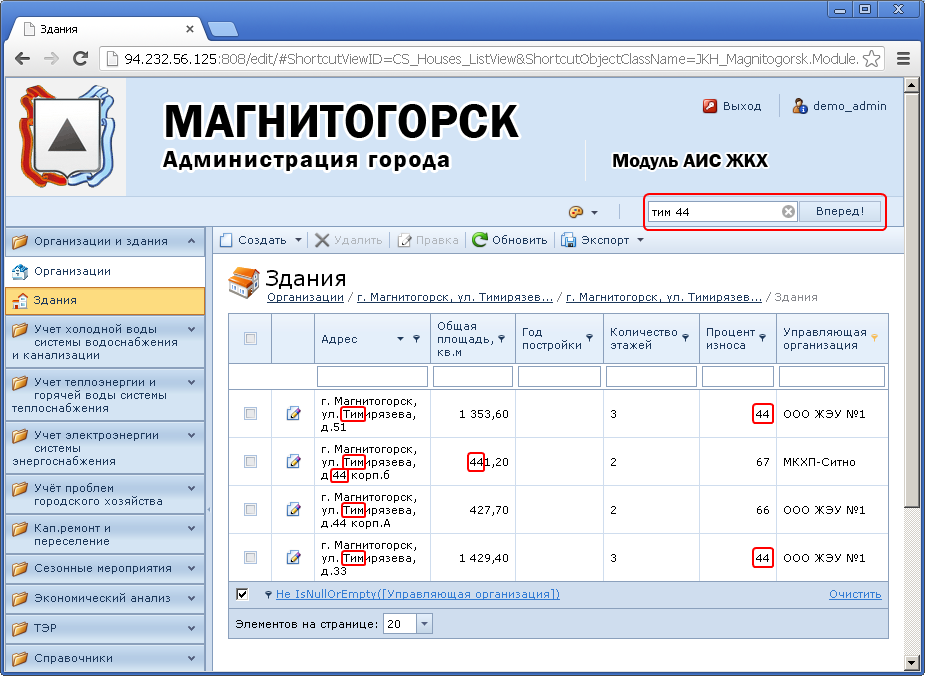 Здания
94.232.56.125:808/edit/#ShortcutViewID=CS_Houses_ListView&ShortcutObjectClassName=JKH_Magnitogorsk.Module.
МАГНИТОГОРСК
Администрация города
Модуль АИС ЖКХ
Выход
demo_admin
тим 44
Вперед!
Организации и здания
Организации
Здания
Учет холодной воды
системы водоснабжения
и канализации
Учет теплоэнергии и
горячей воды системы
теплоснабжения
Учет электроэнергии
системы
энергоснабжения
Учёт проблем
городского хозяйства
Кап.ремонт и
переселение
Сезонные мероприятия
Экономический анализ
ТЭР
Справочники
Создать Удалить Правка Обновить Экспорт
Здания
Организации / г. Магнитогорск, ул. Тимирязев... / г. Магнитогорск, ул. Тимирязев... / Здания
Адрес
Общая
площадь,
кв.м
Год
постройки
Количество
этажей
Процент
износа
Управляющая
организация
г. Магнитогорск,
ул. Тимирязева,
д.51
1 353,60
3
44
ООО ЖЭУ №1
г. Магнитогорск,
ул. Тимирязева,
д.44 корп.б
441,20
2
67
МКХП-Ситно
г. Магнитогорск,
ул. Тимирязева,
д.44 корп.А
427,70
2
66
ООО ЖЭУ №1
г. Магнитогорск,
ул. Тимирязева,
д.33
1 429,40
3
44
ООО ЖЭУ №1
Не IsNullOrEmpty([Управляющая организация])
Очистить
Элементов на странице: 20